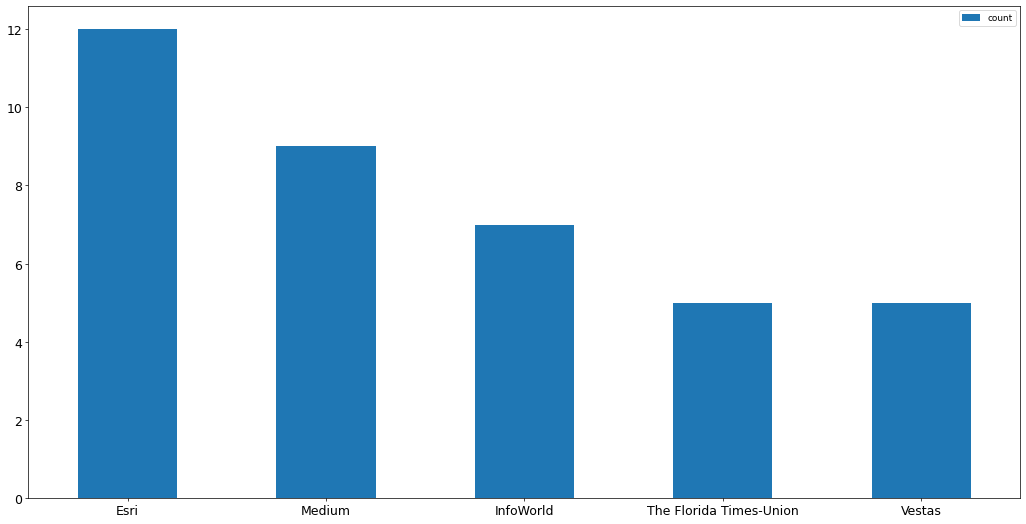 count
12
10
8
6
4
2
0
Esri
Medium
InfoWorld
The Florida Times-Union
Vestas